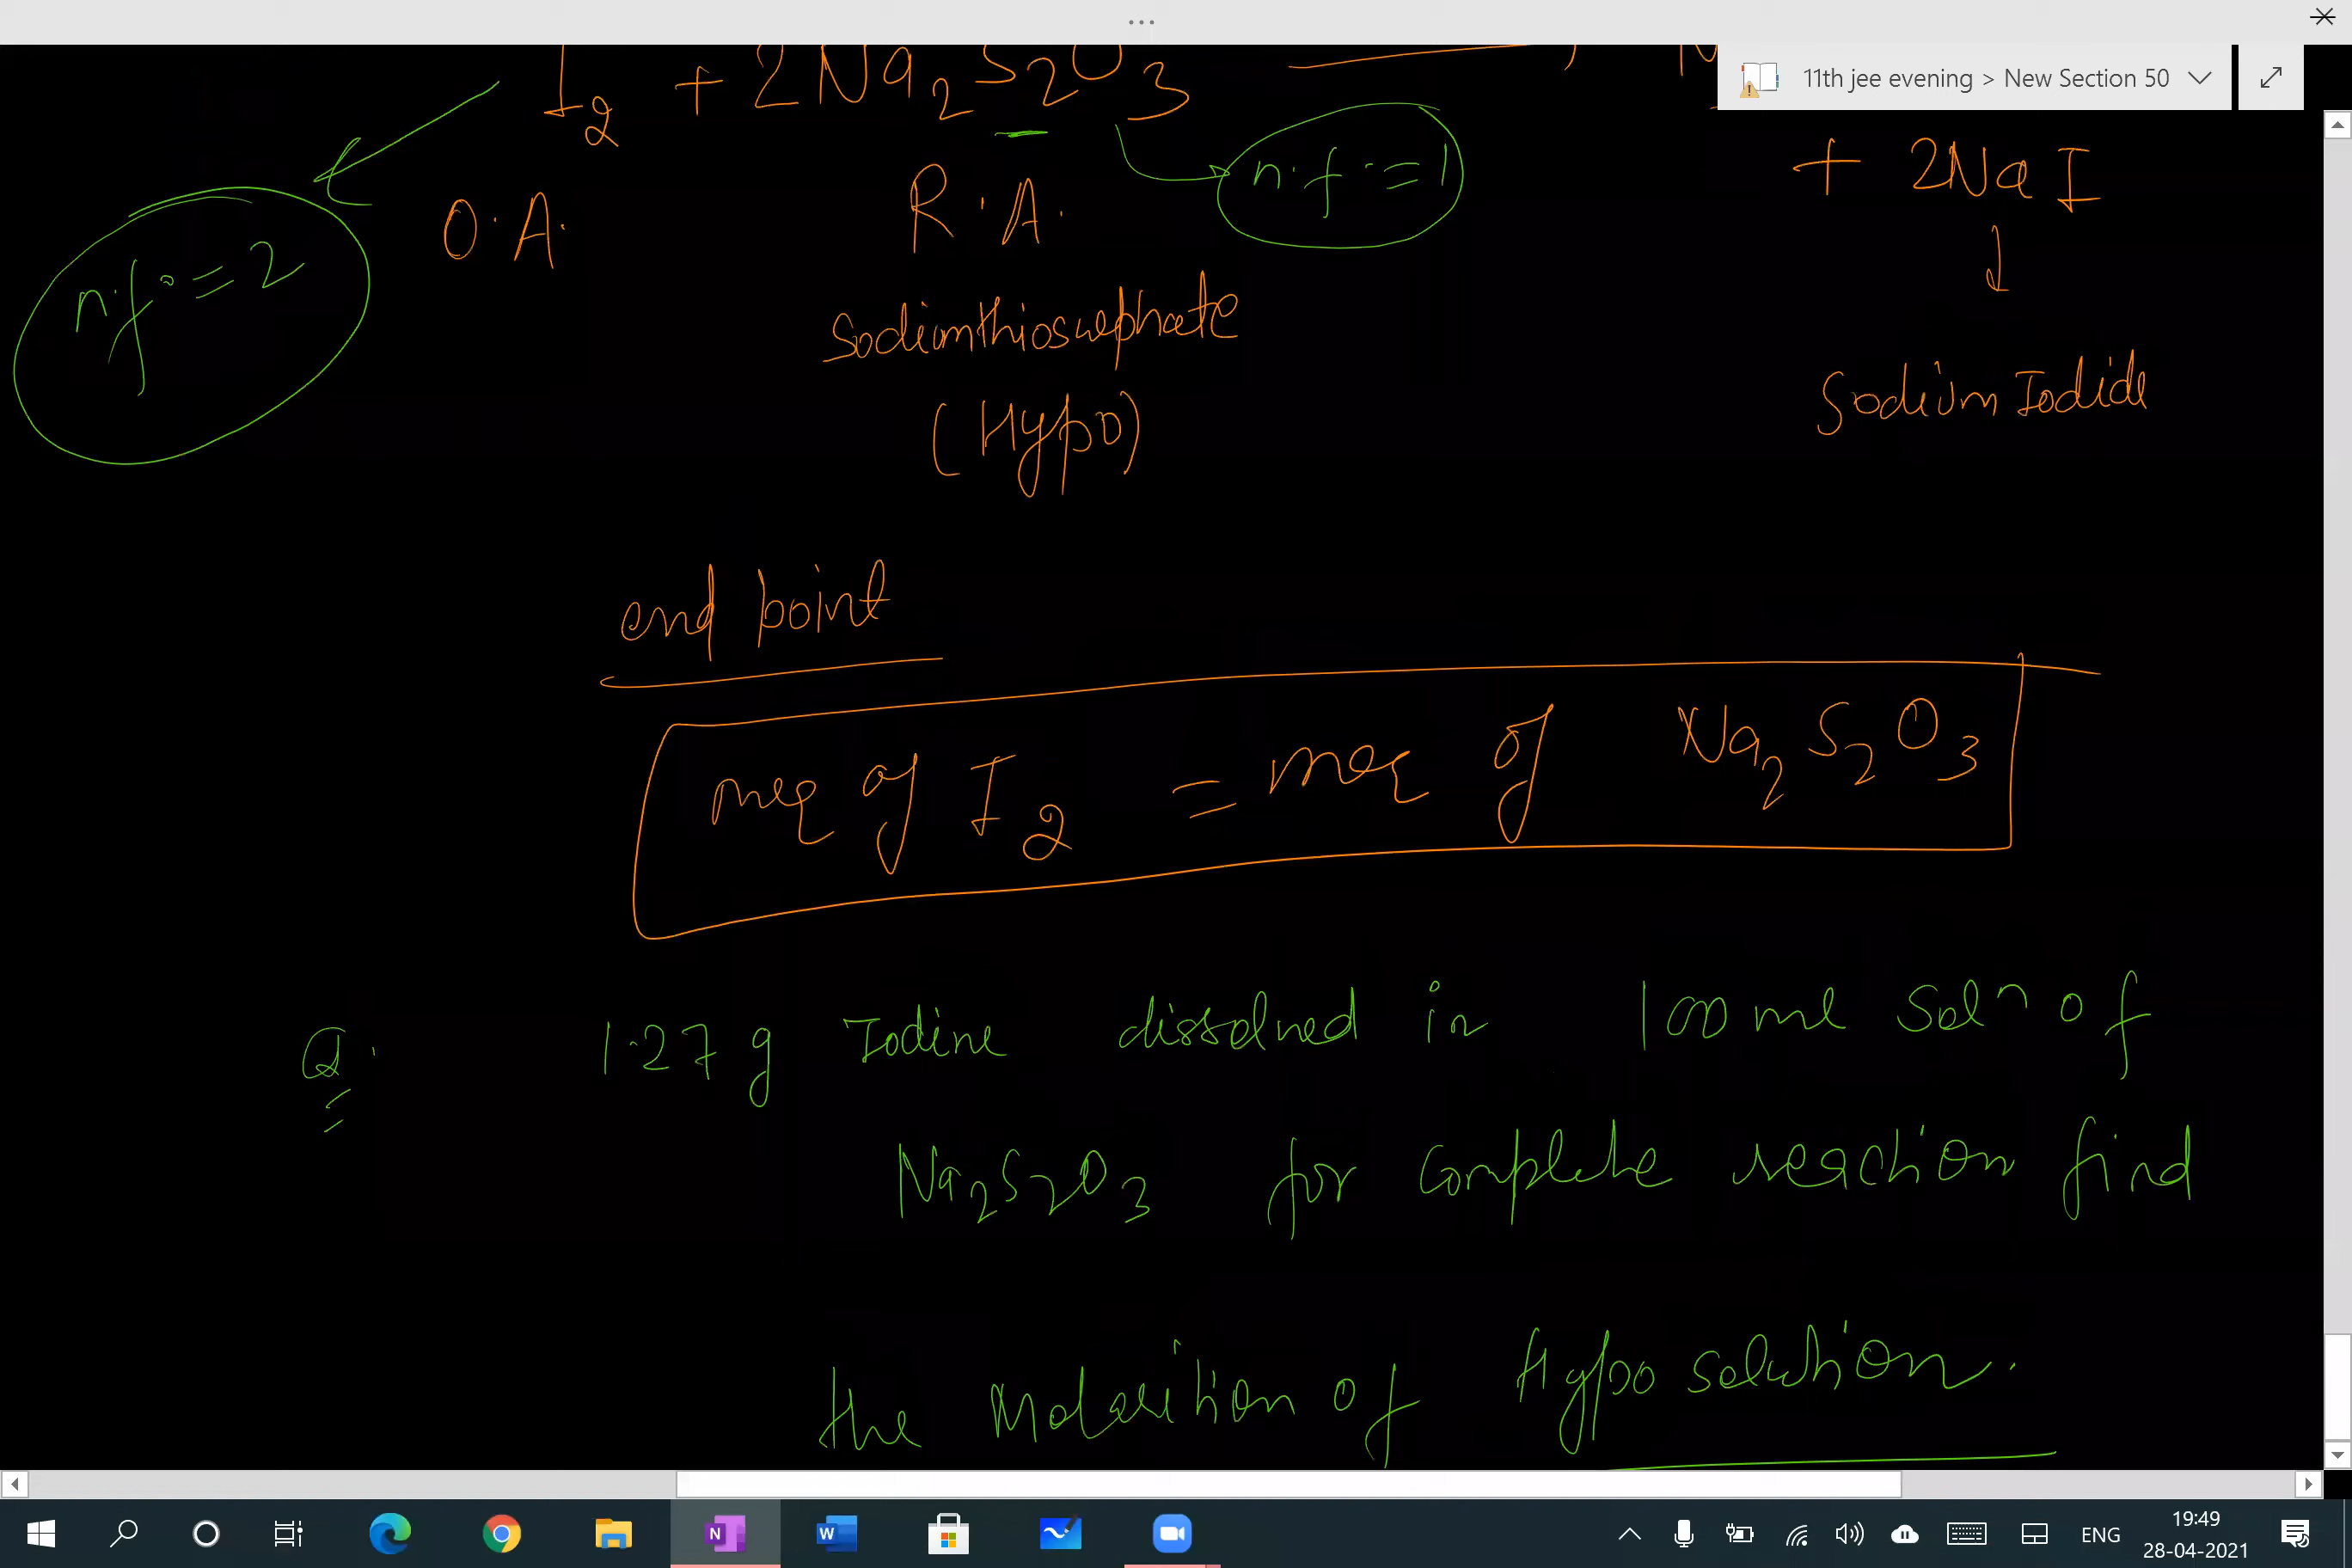 11th jee evening > New Section 50
I2 + 2Na2S2O3
n.f. = 1
+ 2NaI
O.A.
R.A.
n.f. = 2
Sodiumthiosulphate
(Hypo)
Sodium Iodide
end point
meq of I2 = meq of Na2S2O3
Q. 1.27 g Iodine dissolved in 100 ml Soln of
Na2S2O3 for complete reaction find
the of Hypo solution.
N
W
ENG
19:49
28-04-2021